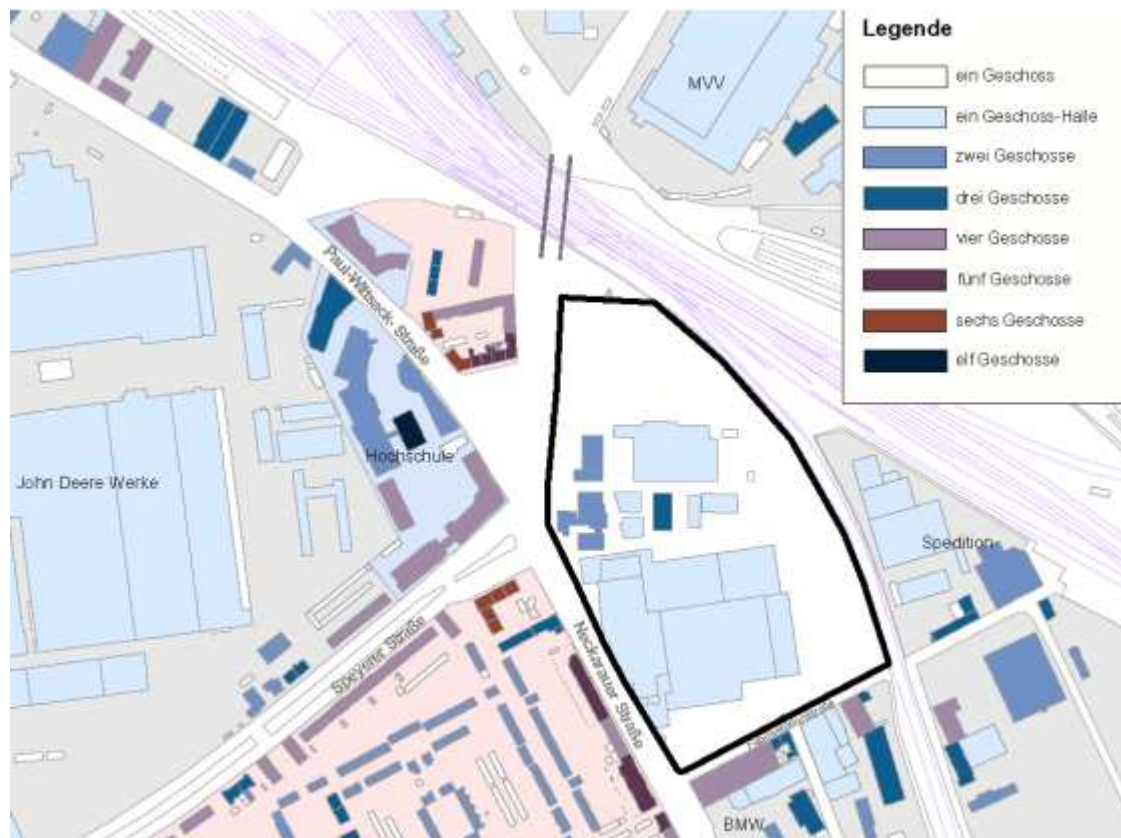 Legende
ein Geschoss
ein Geschoss-Halle
zwei Geschosse
drei Geschosse
vier Geschosse
fünf Geschosse
sechs Geschosse
elf Geschosse
MVV
Paul-Wittsack-Straße
Hochschule
John Deere Werke
Spedition
Speyerer Straße
Neckarauer Straße
BMW